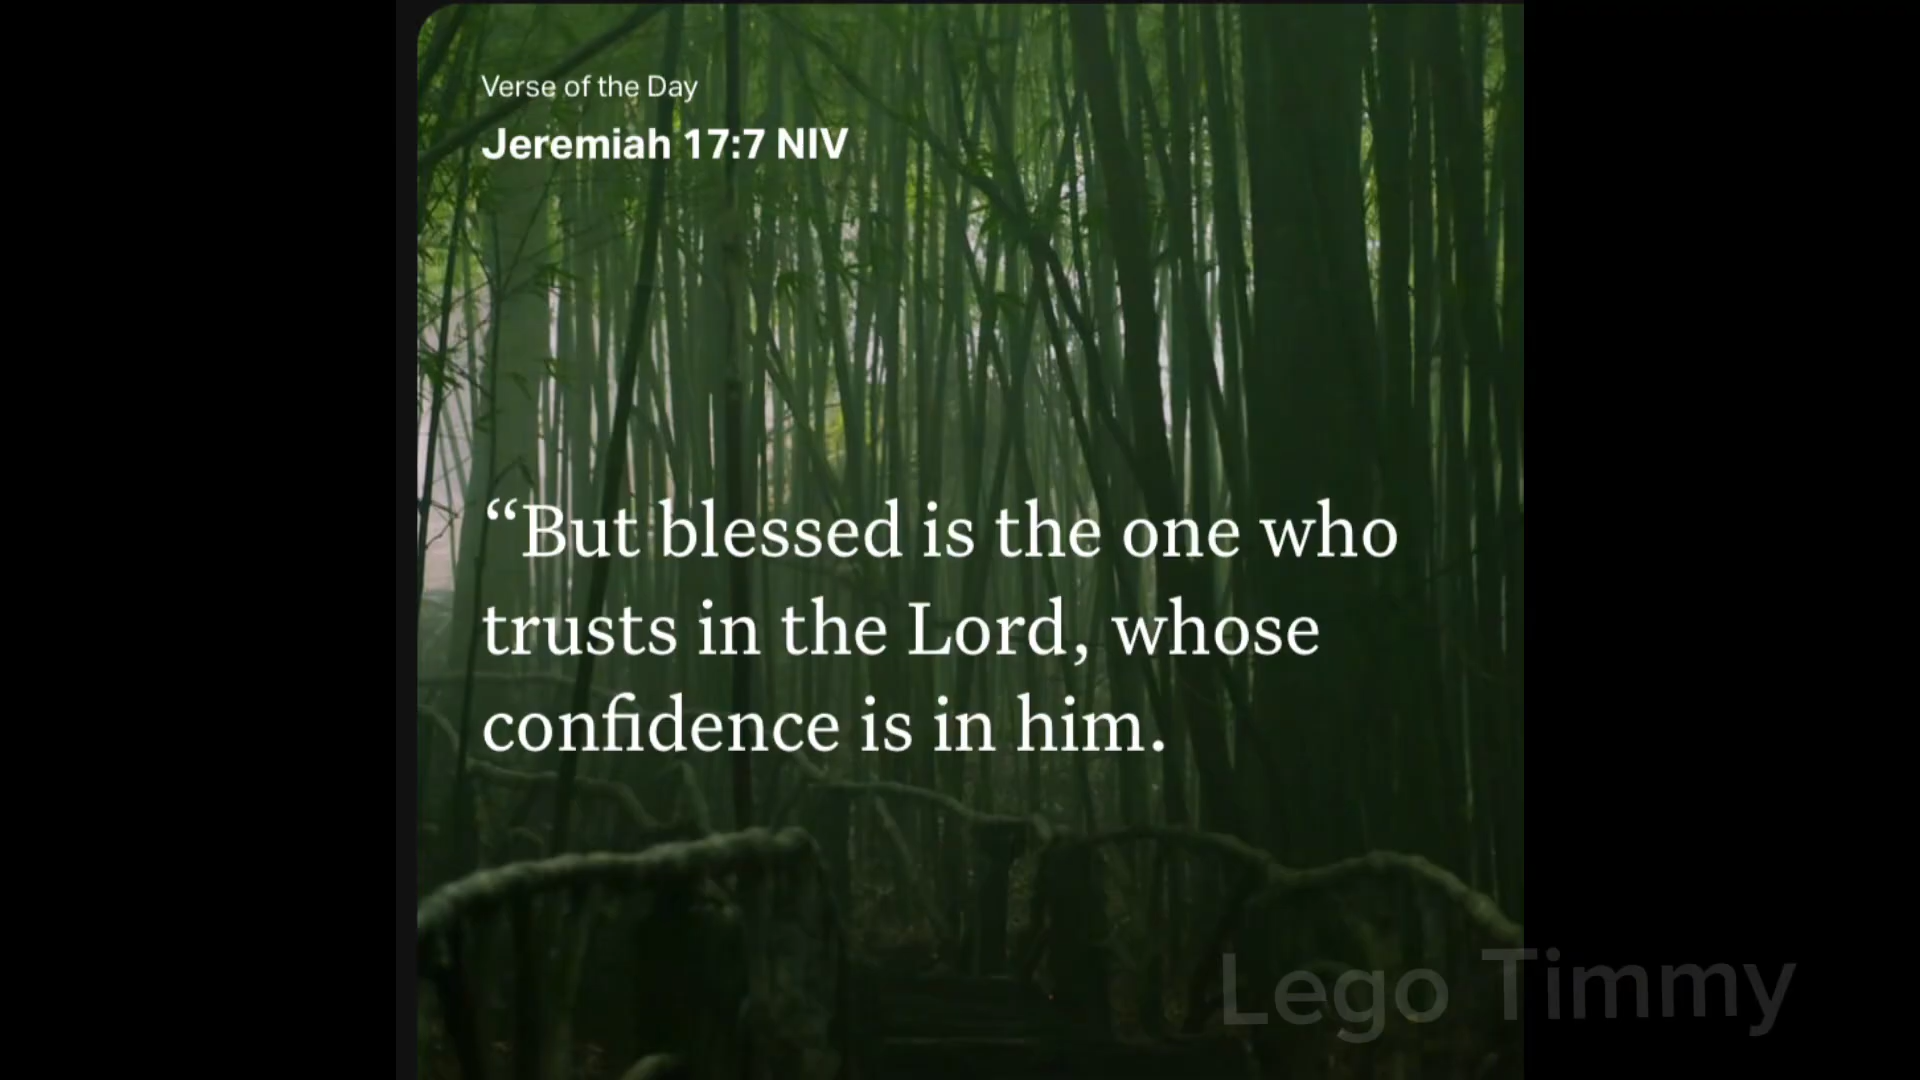 Verse of the Day
Jeremiah 17:7 NIV
“But blessed is the one who
trusts in the Lord, whose
confidence is in him.
Lego Timmy